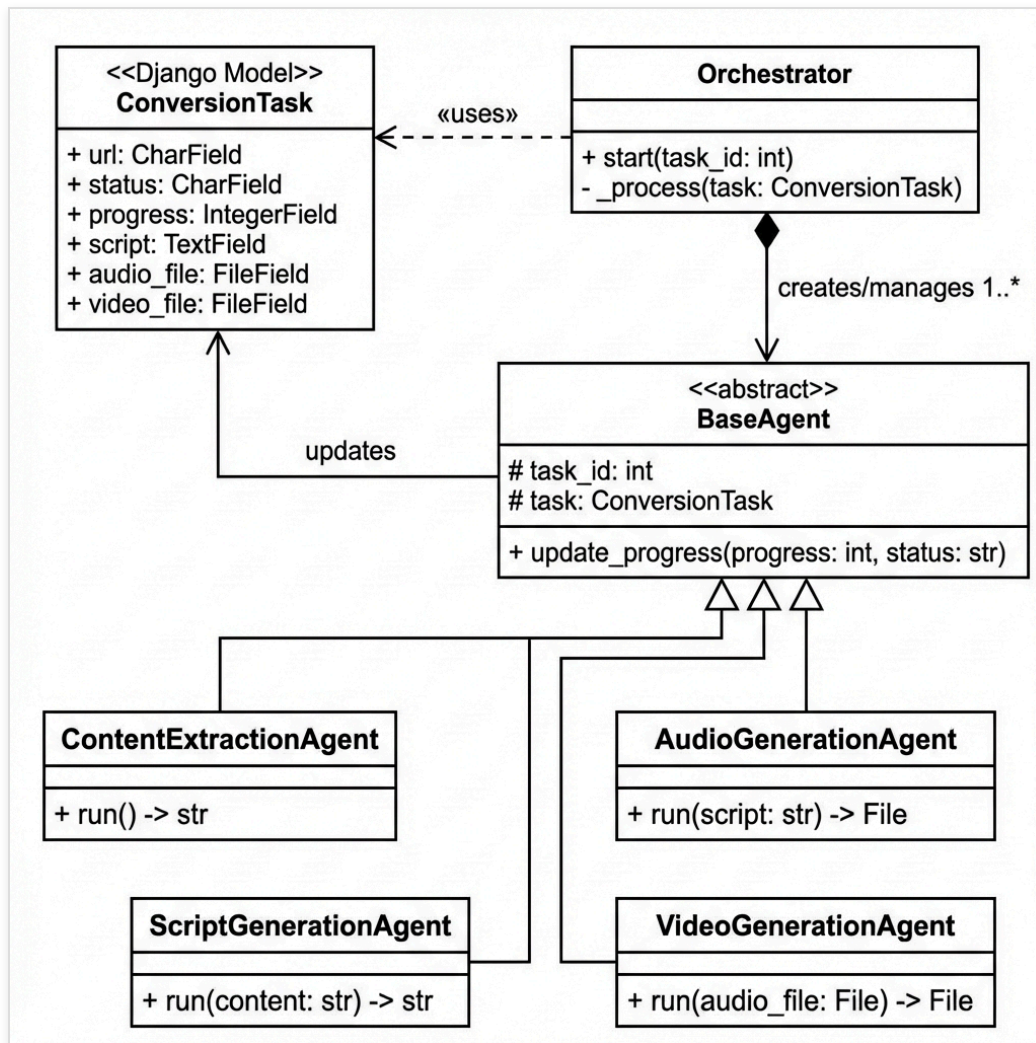 <<Django Model>>
ConversionTask
+ url: CharField
+ status: CharField
+ progress: IntegerField
+ script: TextField
+ audio_file: FileField
+ video_file: FileField
«uses»
Orchestrator
+ start(task_id: int)
- _process(task: ConversionTask)
creates/manages 1..*
updates
<<abstract>>
BaseAgent
# task_id: int
# task: ConversionTask
+ update_progress(progress: int, status: str)
ContentExtractionAgent
+ run() -> str
AudioGenerationAgent
+ run(script: str) -> File
ScriptGenerationAgent
+ run(content: str) -> str
VideoGenerationAgent
+ run(audio_file: File) -> File